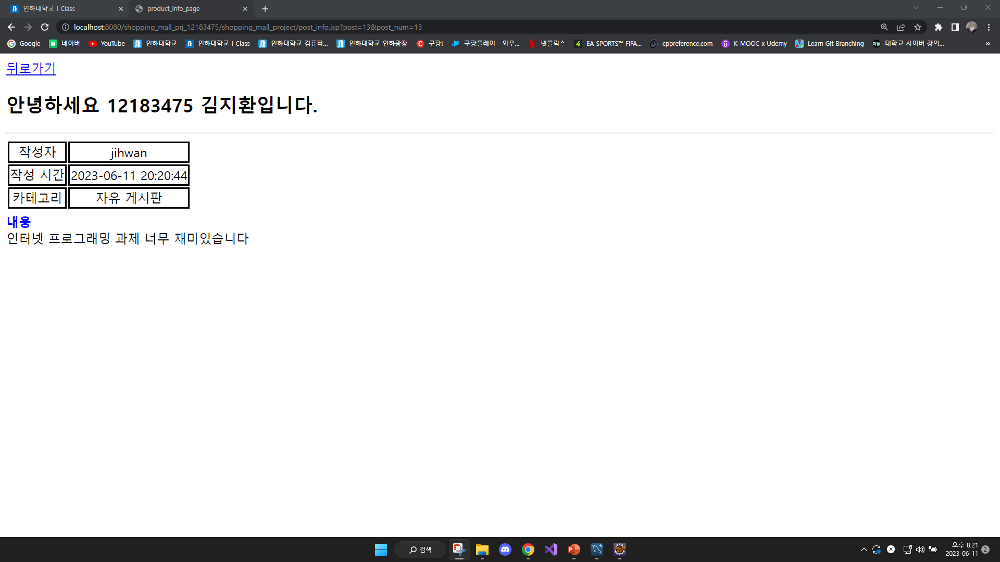 인하대학교 I-Class
product_info_page
localhost:8080/shopping_mall_prj_12183475/shopping_mall_project/post_info.jsp?post=13&post_num=13
Google 네이버 YouTube 인하대학교 인하대학교 I-Class 인하대학교 컴퓨터... 인하대학교 인하광장 쿠팡! 쿠팡플레이 - 와우... 넷플릭스 EA SPORTS™ FIFA... cppreference.com K-MOOC x Udemy Learn Git Branching 대학교 사이버 강의... »
뒤로가기
안녕하세요 12183475 김지환입니다.
작성자 jihwan
작성 시간 2023-06-11 20:20:44
카테고리 자유 게시판
내용
인터넷 프로그래밍 과제 너무 재미있습니다
검색
오후 8:21
2023-06-11
2